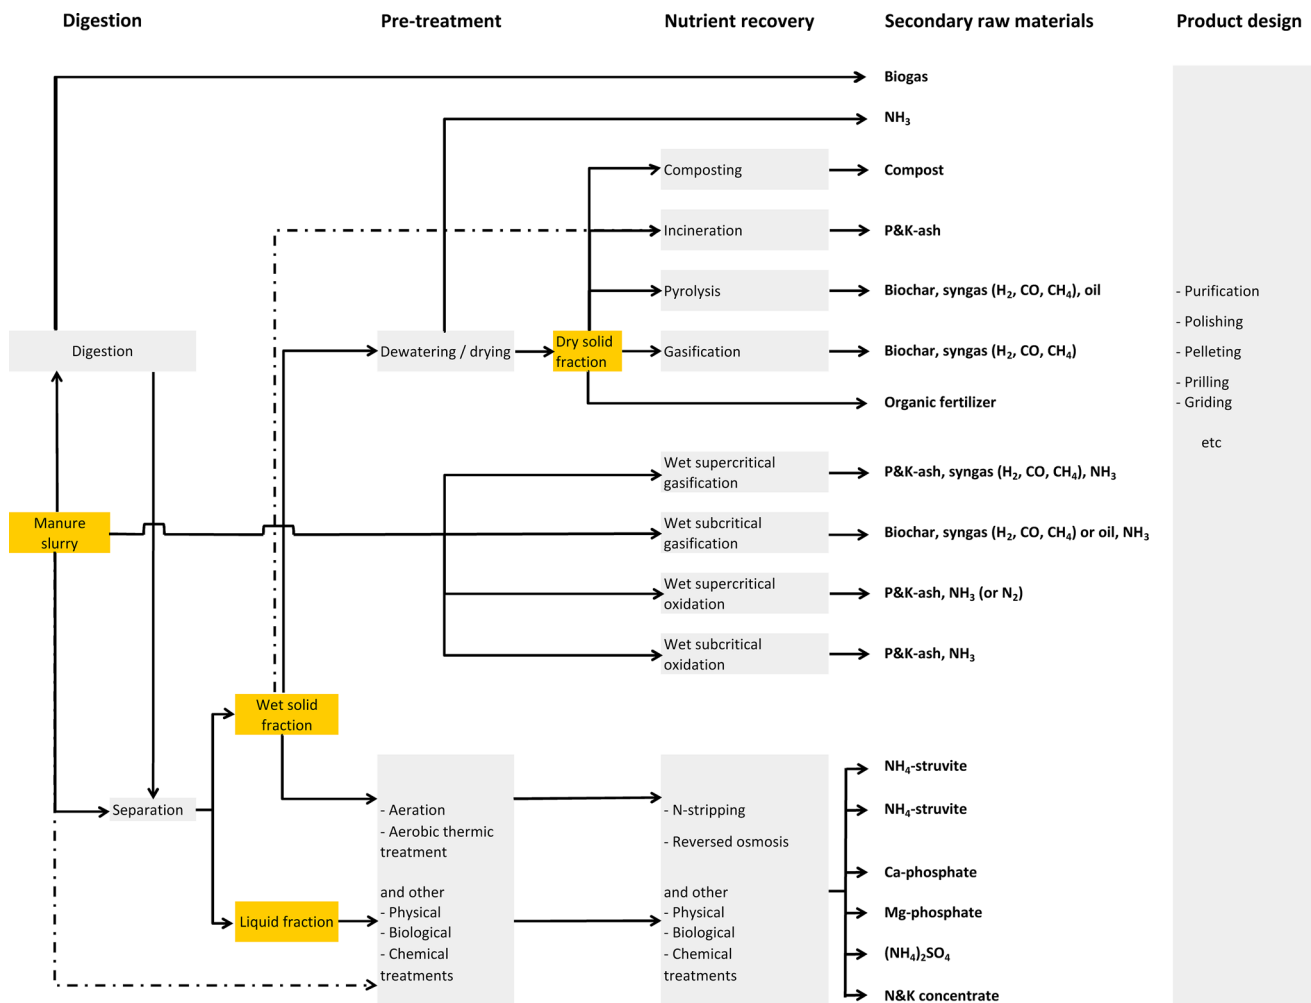 Digestion
Pre-treatment
Nutrient recovery
Secondary raw materials
Product design
Biogas
NH₃
Composting
Compost
Incineration
P&K-ash
Pyrolysis
Biochar, syngas (H₂, CO, CH₄), oil
- Purification
- Polishing
Digestion
Dewatering / drying
Dry solid
fraction
Gasification
Biochar, syngas (H₂, CO, CH₄)
- Pelleting
- Prilling
Organic fertilizer
- Griding
etc
Wet supercritical
gasification
P&K-ash, syngas (H₂, CO, CH₄), NH₃
Manure
slurry
Wet subcritical
gasification
Biochar, syngas (H₂, CO, CH₄) or oil, NH₃
Wet supercritical
oxidation
P&K-ash, NH₃ (or N₂)
Wet subcritical
oxidation
P&K-ash, NH₃
Wet solid
fraction
Separation
Liquid fraction
- Aeration
- Aerobic thermic
treatment
and other
- Physical
- Biological
- Chemical
treatments
- N-stripping
- Reversed osmosis
and other
- Physical
- Biological
- Chemical
treatments
NH₄-struvite
NH₄-struvite
Ca-phosphate
Mg-phosphate
(NH₄)₂SO₄
N&K concentrate